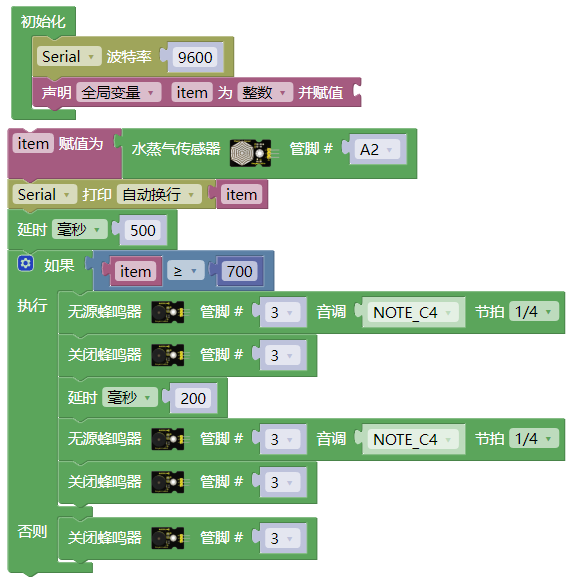 初始化
Serial 波特率 9600
声明 全局变量 item 为 整数 并赋值
item 赋值为 水蒸气传感器 管脚 # A2
Serial 打印 自动换行 item
延时 毫秒 500
如果 item ≥ 700
执行 无源蜂鸣器 管脚 # 3 音调 NOTE_C4 节拍 1/4
关闭蜂鸣器 管脚 # 3
延时 毫秒 200
无源蜂鸣器 管脚 # 3 音调 NOTE_C4 节拍 1/4
关闭蜂鸣器 管脚 # 3
否则 关闭蜂鸣器 管脚 # 3